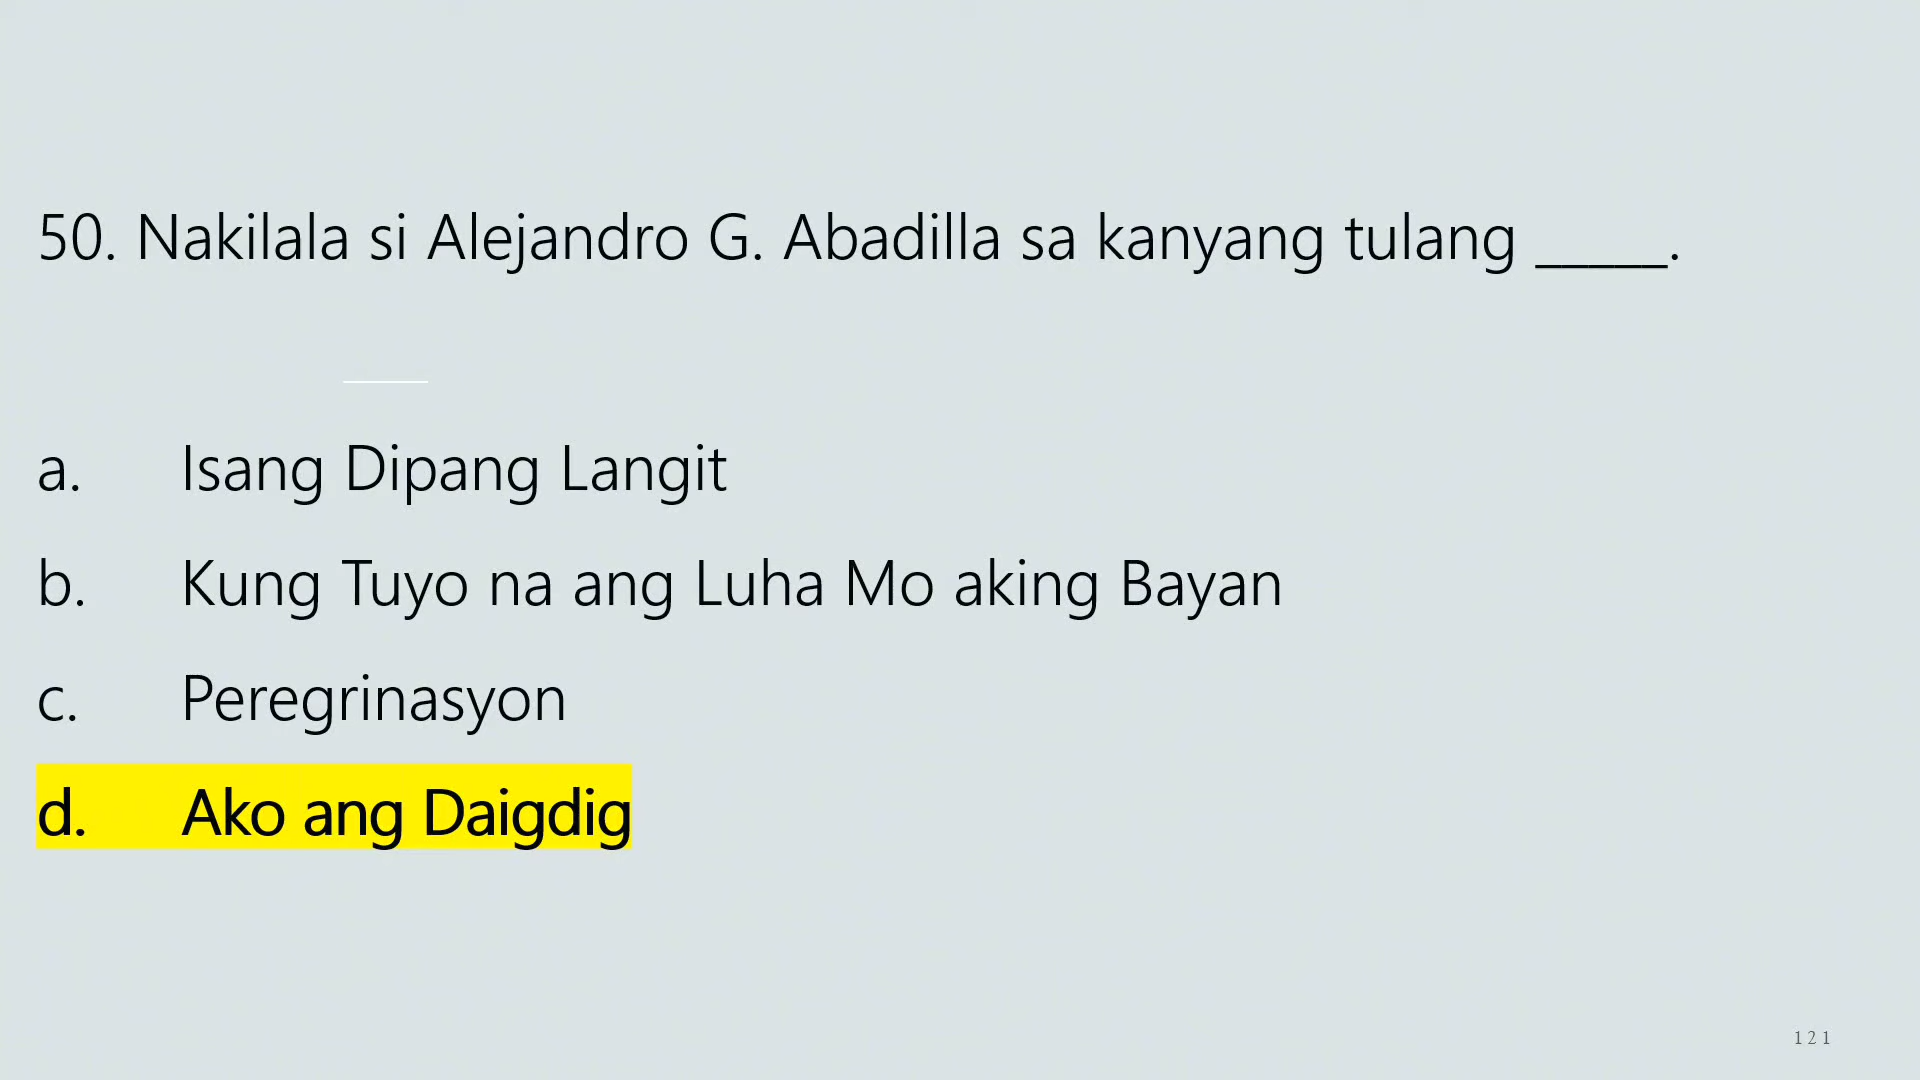 50. Nakilala si Alejandro G. Abadilla sa kanyang tulang _____.
a. Isang Dipang Langit
b. Kung Tuyo na ang Luha Mo aking Bayan
c. Peregrinasyon
d. Ako ang Daigdig
121